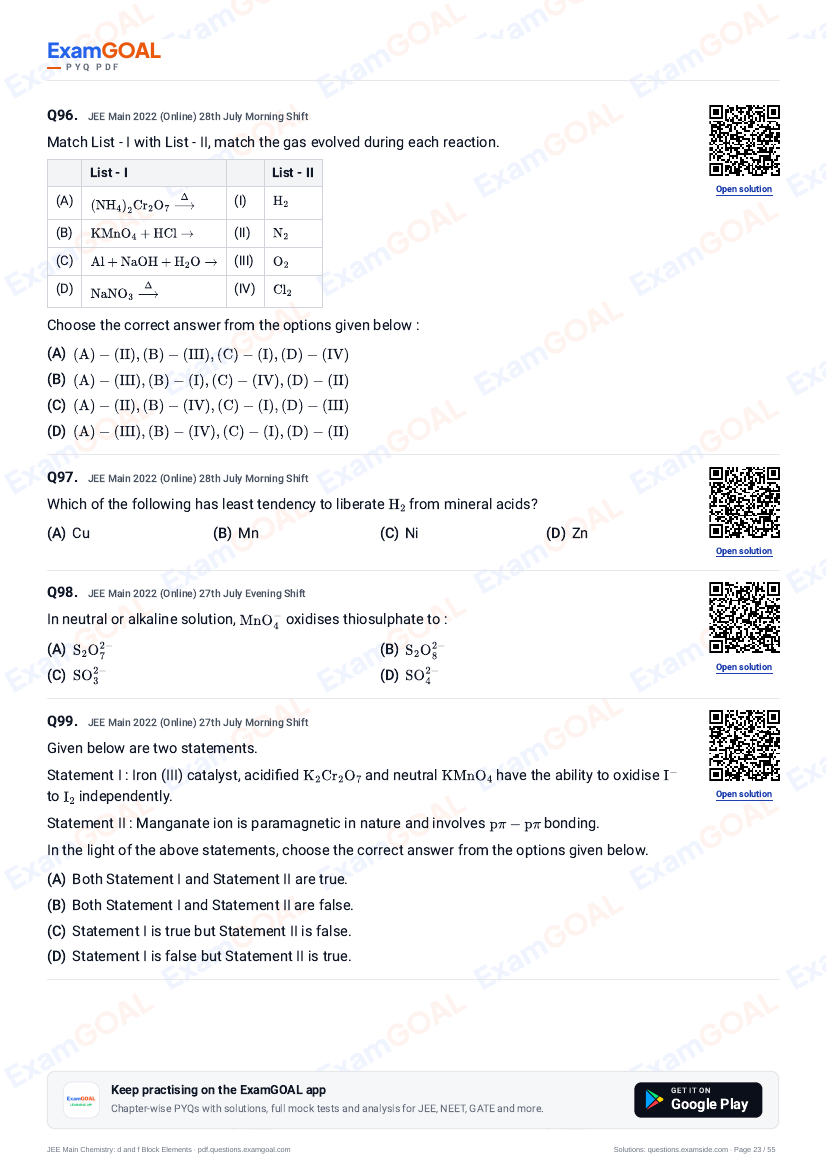 ExamGOAL
PYQ PDF
Q96. JEE Main 2022 (Online) 28th July Morning Shift
Match List - I with List - II, match the gas evolved during each reaction.
List - I List - II
(A) (NH₄)₂Cr₂O₇ —Δ→ (I) H₂
(B) KMnO₄ + HCl → (II) N₂
(C) Al + NaOH + H₂O → (III) O₂
(D) NaNO₃ —Δ→ (IV) Cl₂
Open solution
Choose the correct answer from the options given below :
(A) (A) − (II), (B) − (III), (C) − (I), (D) − (IV)
(B) (A) − (III), (B) − (I), (C) − (IV), (D) − (II)
(C) (A) − (II), (B) − (IV), (C) − (I), (D) − (III)
(D) (A) − (III), (B) − (IV), (C) − (I), (D) − (II)
Q97. JEE Main 2022 (Online) 28th July Morning Shift
Which of the following has least tendency to liberate H₂ from mineral acids?
(A) Cu (B) Mn (C) Ni (D) Zn
Open solution
Q98. JEE Main 2022 (Online) 27th July Evening Shift
In neutral or alkaline solution, MnO₄⁻ oxidises thiosulphate to :
(A) S₂O₇²⁻ (B) S₂O₈²⁻
(C) SO₃²⁻ (D) SO₄²⁻
Open solution
Q99. JEE Main 2022 (Online) 27th July Morning Shift
Given below are two statements.
Statement I : Iron (III) catalyst, acidified K₂Cr₂O₇ and neutral KMnO₄ have the ability to oxidise I⁻
to I₂ independently.
Open solution
Statement II : Manganate ion is paramagnetic in nature and involves pπ − pπ bonding.
In the light of the above statements, choose the correct answer from the options given below.
(A) Both Statement I and Statement II are true.
(B) Both Statement I and Statement II are false.
(C) Statement I is true but Statement II is false.
(D) Statement I is false but Statement II is true.
ExamGOAL
Keep practising on the ExamGOAL app
Chapter-wise PYQs with solutions, full mock tests and analysis for JEE, NEET, GATE and more.
GET IT ON
Google Play
JEE Main Chemistry: d and f Block Elements · pdf.questions.examgoal.com Solutions: questions.examside.com · Page 23 / 55